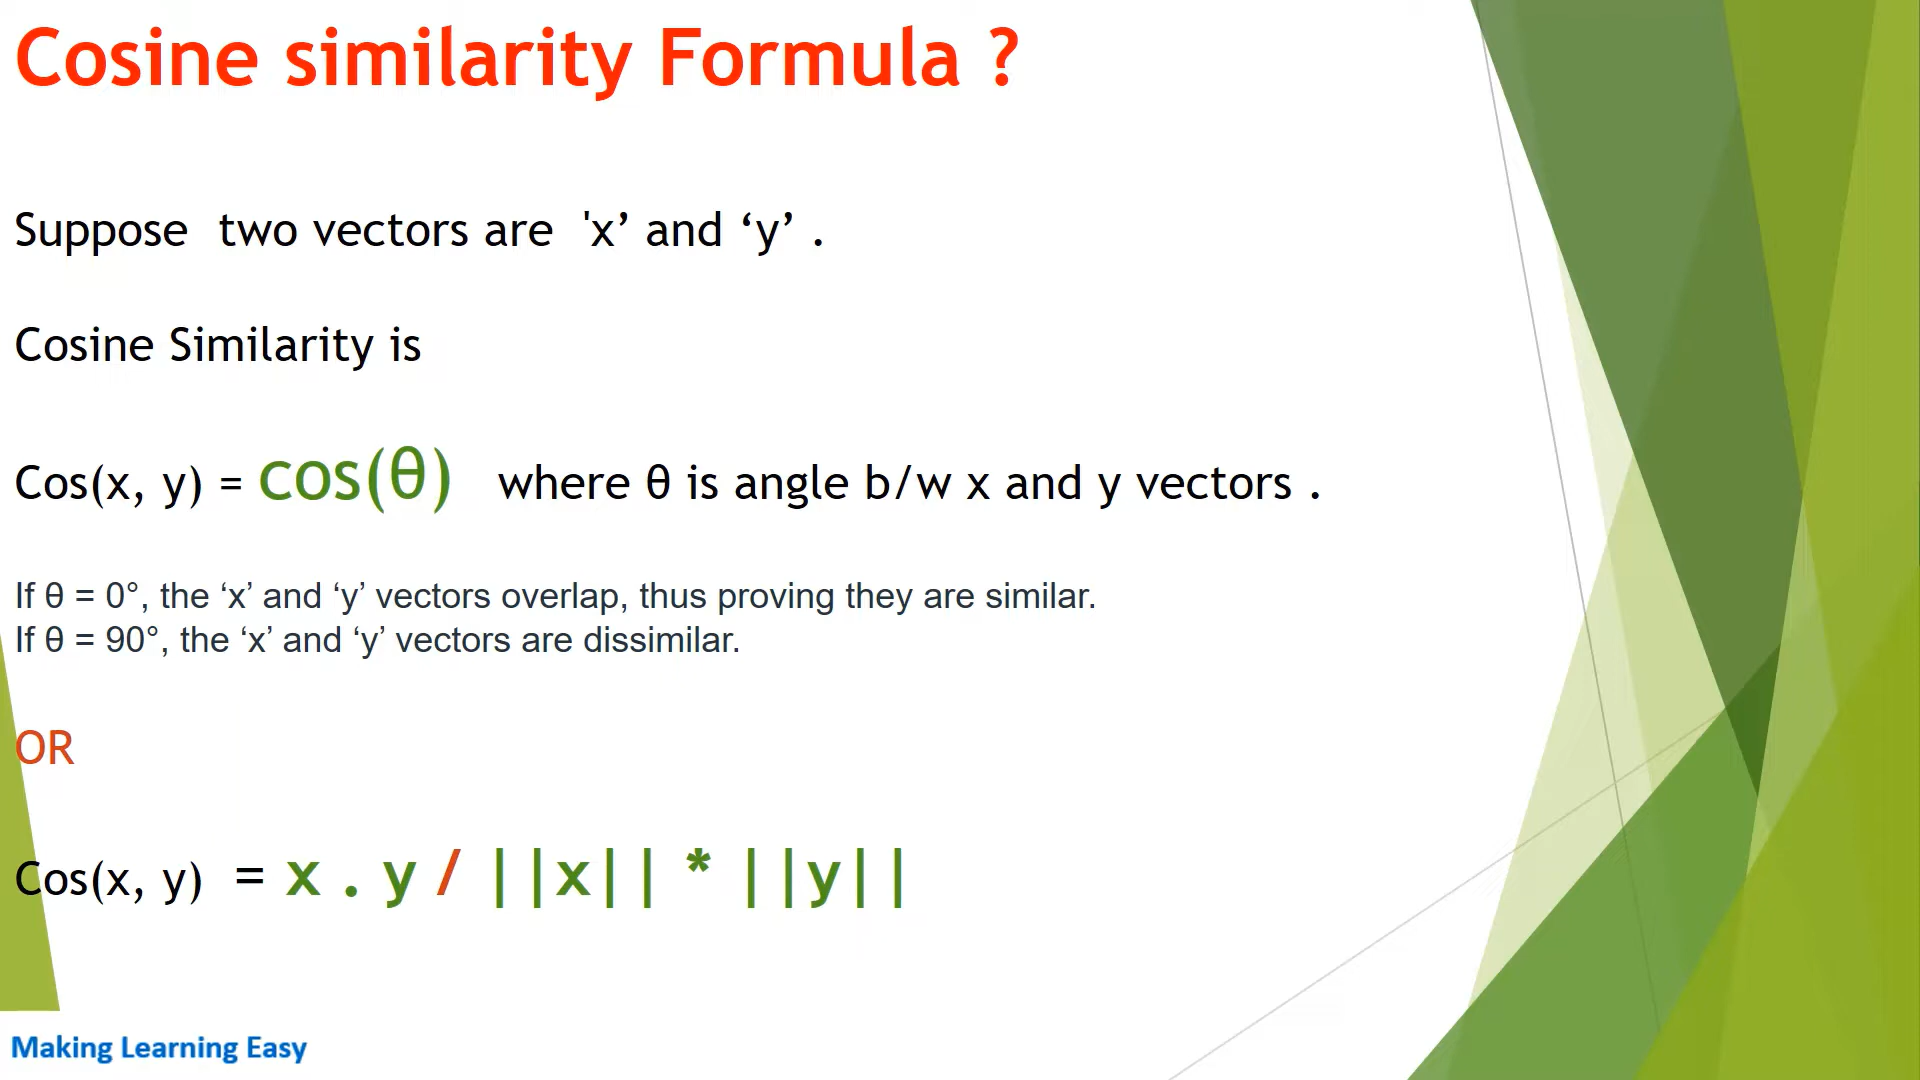 Cosine similarity Formula ?
Suppose  two vectors are  'x’ and ‘y’ .
Cosine Similarity is
Cos(x, y) = cos(θ)   where θ is angle b/w x and y vectors .
If θ = 0°, the ‘x’ and ‘y’ vectors overlap, thus proving they are similar.
If θ = 90°, the ‘x’ and ‘y’ vectors are dissimilar.
OR
Cos(x, y)  = x . y / ||x|| * ||y||
Making Learning Easy